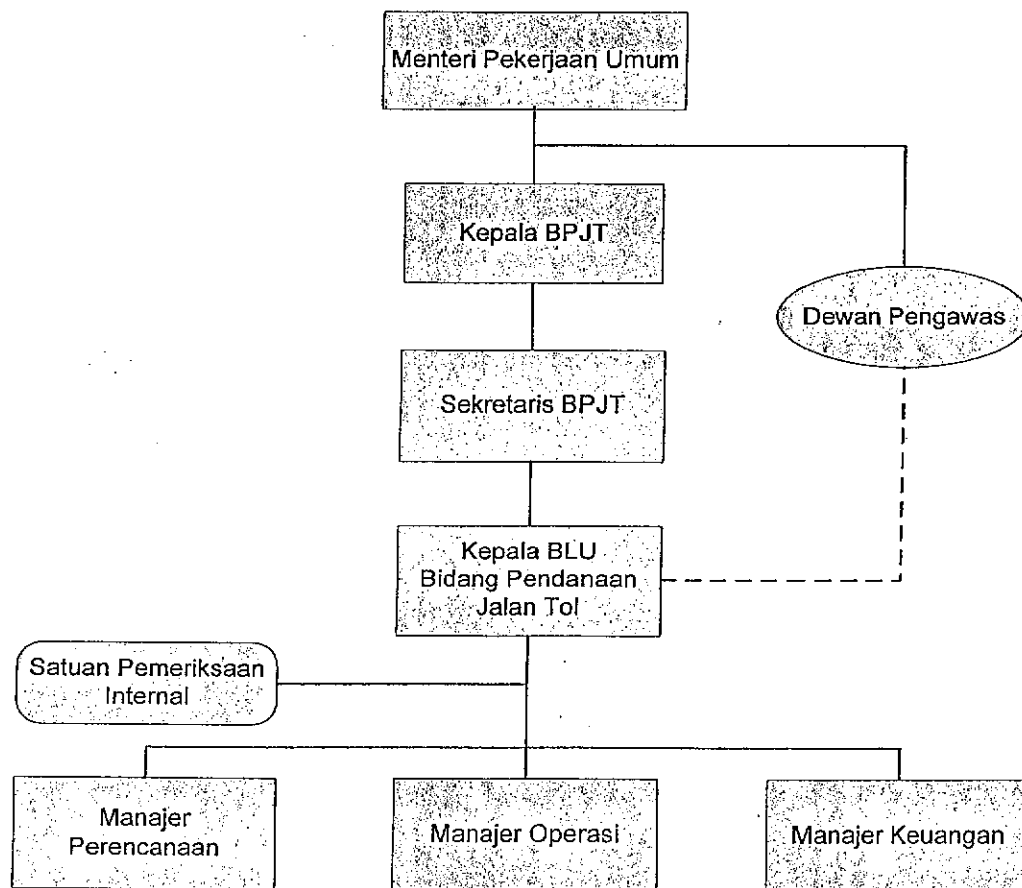 Menteri Pekerjaan Umum
Kepala BPJT
Dewan Pengawas
Sekretaris BPJT
Kepala BLU
Bidang Pendanaan
Jalan Tol
Satuan Pemeriksaan
Internal
Manajer
Perencanaan
Manajer Operasi
Manajer Keuangan